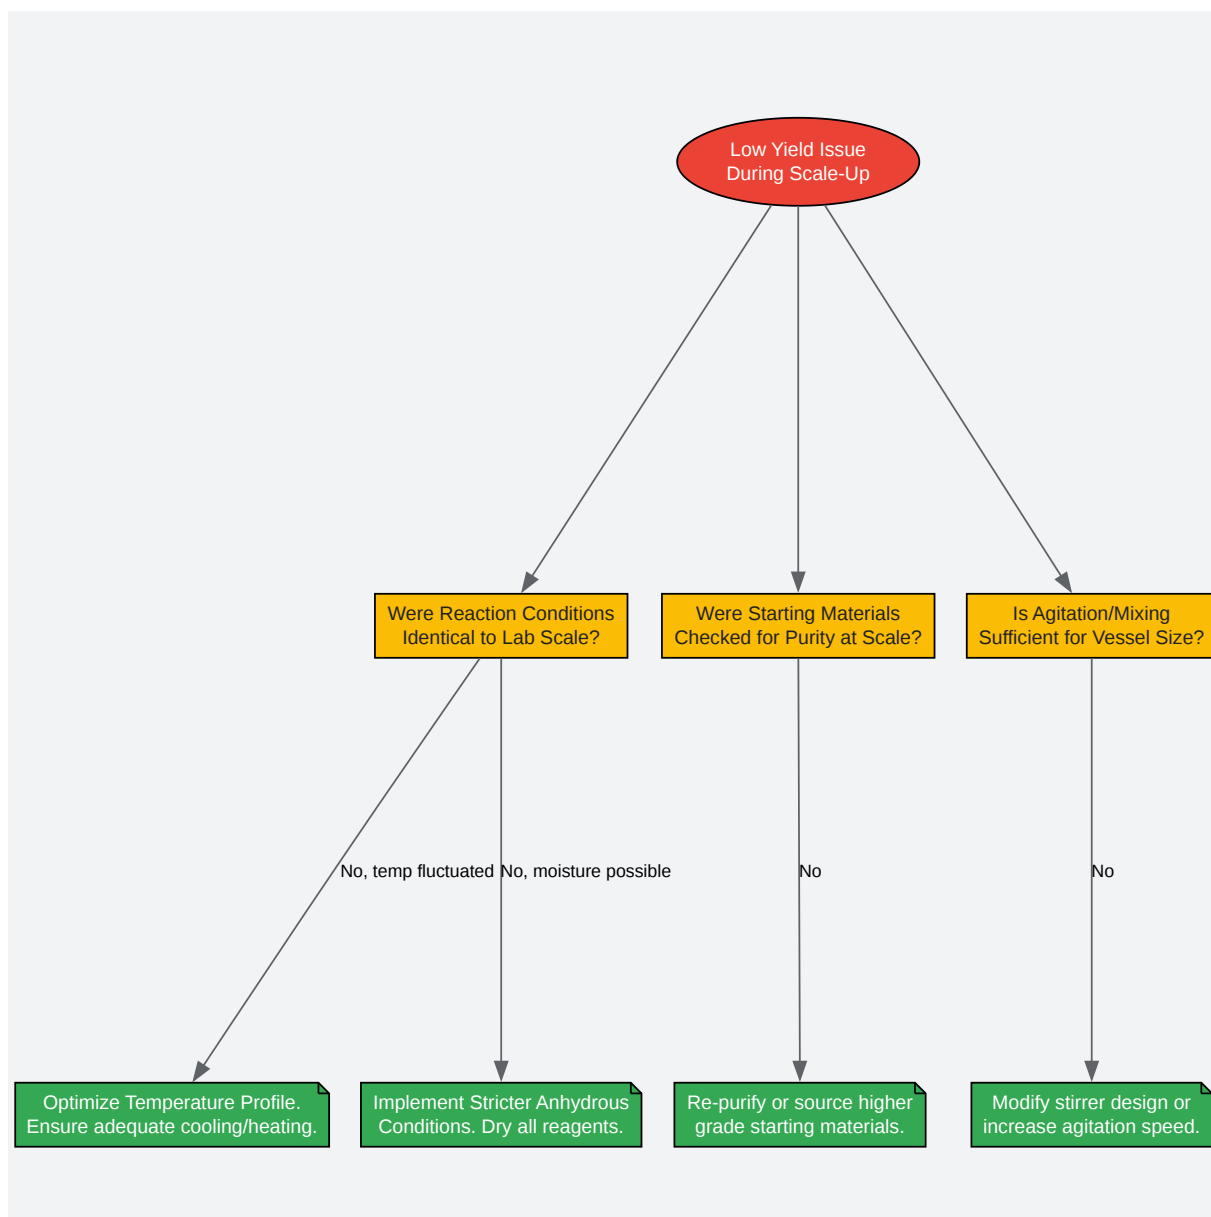 Low Yield Issue
During Scale-Up
Were Reaction Conditions
Identical to Lab Scale?
Were Starting Materials
Checked for Purity at Scale?
Is Agitation/Mixing
Sufficient for Vessel Size?
No, temp fluctuated
No, moisture possible
No
No
Optimize Temperature Profile.
Ensure adequate cooling/heating.
Implement Stricter Anhydrous
Conditions. Dry all reagents.
Re-purify or source higher
grade starting materials.
Modify stirrer design or
increase agitation speed.